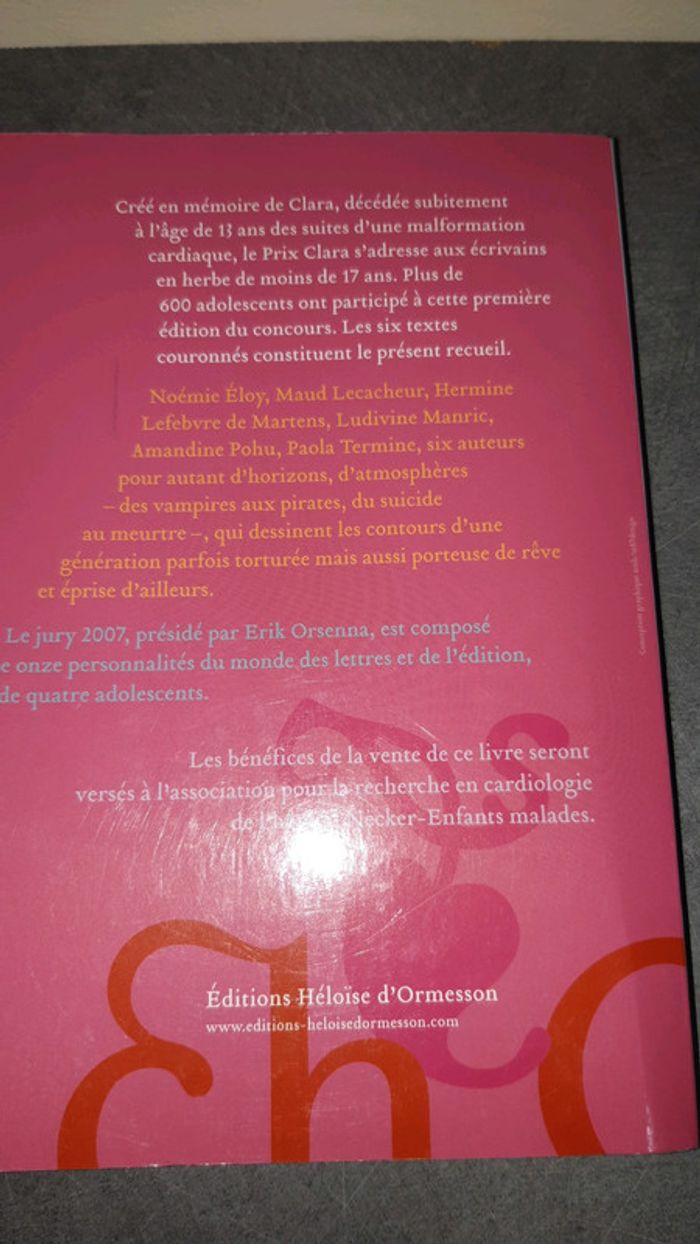 Créé en mémoire de Clara, décédée subitement
à l'âge de 13 ans des suites d'une malformation
cardiaque, le Prix Clara s'adresse aux écrivains
en herbe de moins de 17 ans. Plus de
600 adolescents ont participé à cette première
édition du concours. Les six textes
couronnés constituent le présent recueil.
Noémie Éloy, Maud Lecacheur, Hermine
Lefebvre de Martens, Ludivine Manric,
Amandine Pohu, Paola Termine, six auteurs
pour autant d'horizons, d'atmosphères
– des vampires aux pirates, du suicide
au meurtre –, qui dessinent les contours d'une
génération parfois torturée mais aussi porteuse de rêve
et éprise d'ailleurs.
Le jury 2007, présidé par Erik Orsenna, est composé
e onze personnalités du monde des lettres et de l'édition,
de quatre adolescents.
Les bénéfices de la vente de ce livre seront
versés à l'association pour la recherche en cardiologie
de Necker-Enfants malades.
Éditions Héloïse d'Ormesson
www.editions-heloisedormesson.com
Conception graphique